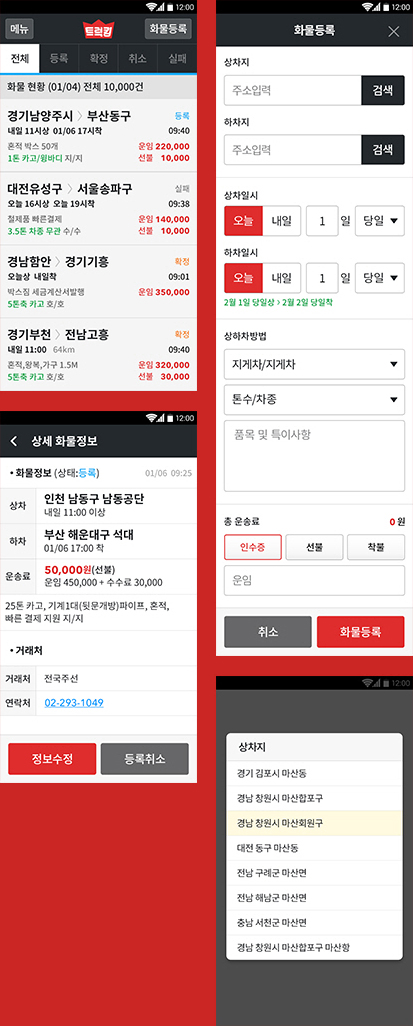 12:00
메뉴
트럭킹
화물등록
전체 등록 확정 취소 실패
화물 현황 (01/04) 전체 10,000건
경기남양주시 > 부산동구 등록
내일 11시상 01/06 17시착 09:40
혼적 박스 50개 운임 220,000
1톤 카고/윙바디 지/지 선불 10,000
대전유성구 > 서울송파구 실패
오늘 16시상 오늘 19시착 09:38
철제품 빠른결제 운임 140,000
3.5톤 차종 무관 수/수 선불 10,000
경남함안 > 경기기흥 확정
오늘상 내일착 09:01
박스짐 세금계산서발행 운임 350,000
5톤축 카고 호/호
경기부천 > 전남고흥 확정
내일 11:00 64km 09:40
혼적,왕복,가구 1.5M 운임 320,000
5톤축 카고 호/호 선불 30,000
12:00
< 상세 화물정보
• 화물정보 (상태:등록) 01/06 09:25
상차 인천 남동구 남동공단
내일 11:00 이상
하차 부산 해운대구 석대
01/06 17:00 착
운송료 50,000원(선불)
운임 450,000 + 수수료 30,000
25톤 카고, 기계1대(뒷문개방)파이프, 혼적,
빠른 결제 지원 지/지
• 거래처
거래처 전국주선
연락처 02-293-1049
정보수정 등록취소
12:00
화물등록
상차지
주소입력 검색
하차지
주소입력 검색
상차일시
오늘 내일 1 일 당일
하차일시
오늘 내일 1 일 당일
2월 1일 당일상 > 2월 2일 당일착
상하차방법
지게차/지게차
톤수/차종
품목 및 특이사항
총 운송료 0 원
인수증 선불 착불
운임
취소 화물등록
12:00
상차지
경기 김포시 마산동
경남 창원시 마산합포구
경남 창원시 마산회원구
대전 동구 마산동
전남 구례군 마산면
전남 해남군 마산면
충남 서천군 마산면
경남 창원시 마산합포구 마산항